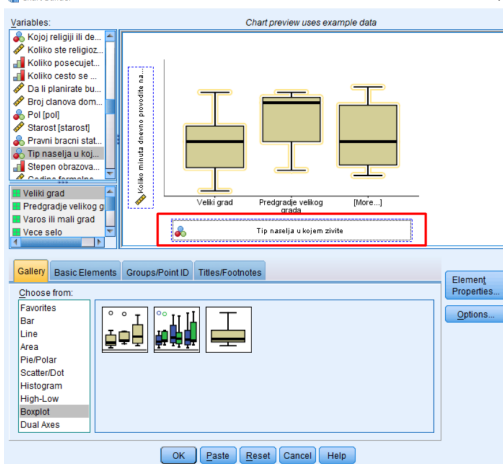 Variables:
Chart preview uses example data
Kojoj religiji ili de...
Koliko ste religioz...
Koliko posecujet...
Koliko cesto se ...
Da li planirate bu...
Broj clanova dom...
Pol [pol]
Starost [starost]
Pravni bracni stat...
Tip naselja u koj...
Stepen obrazova...
Veliki grad
Predgradje velikog g
Varos ili mali grad
Vece selo
Koliko minuta dnevno provodite na...
Veliki grad
Predgradje velikog grada
[More...]
Tip naselja u kojem zivite
Gallery
Basic Elements
Groups/Point ID
Titles/Footnotes
Choose from:
Favorites
Bar
Line
Area
Pie/Polar
Scatter/Dot
Histogram
High-Low
Boxplot
Dual Axes
Element
Properties...
Options...
OK
Paste
Reset
Cancel
Help